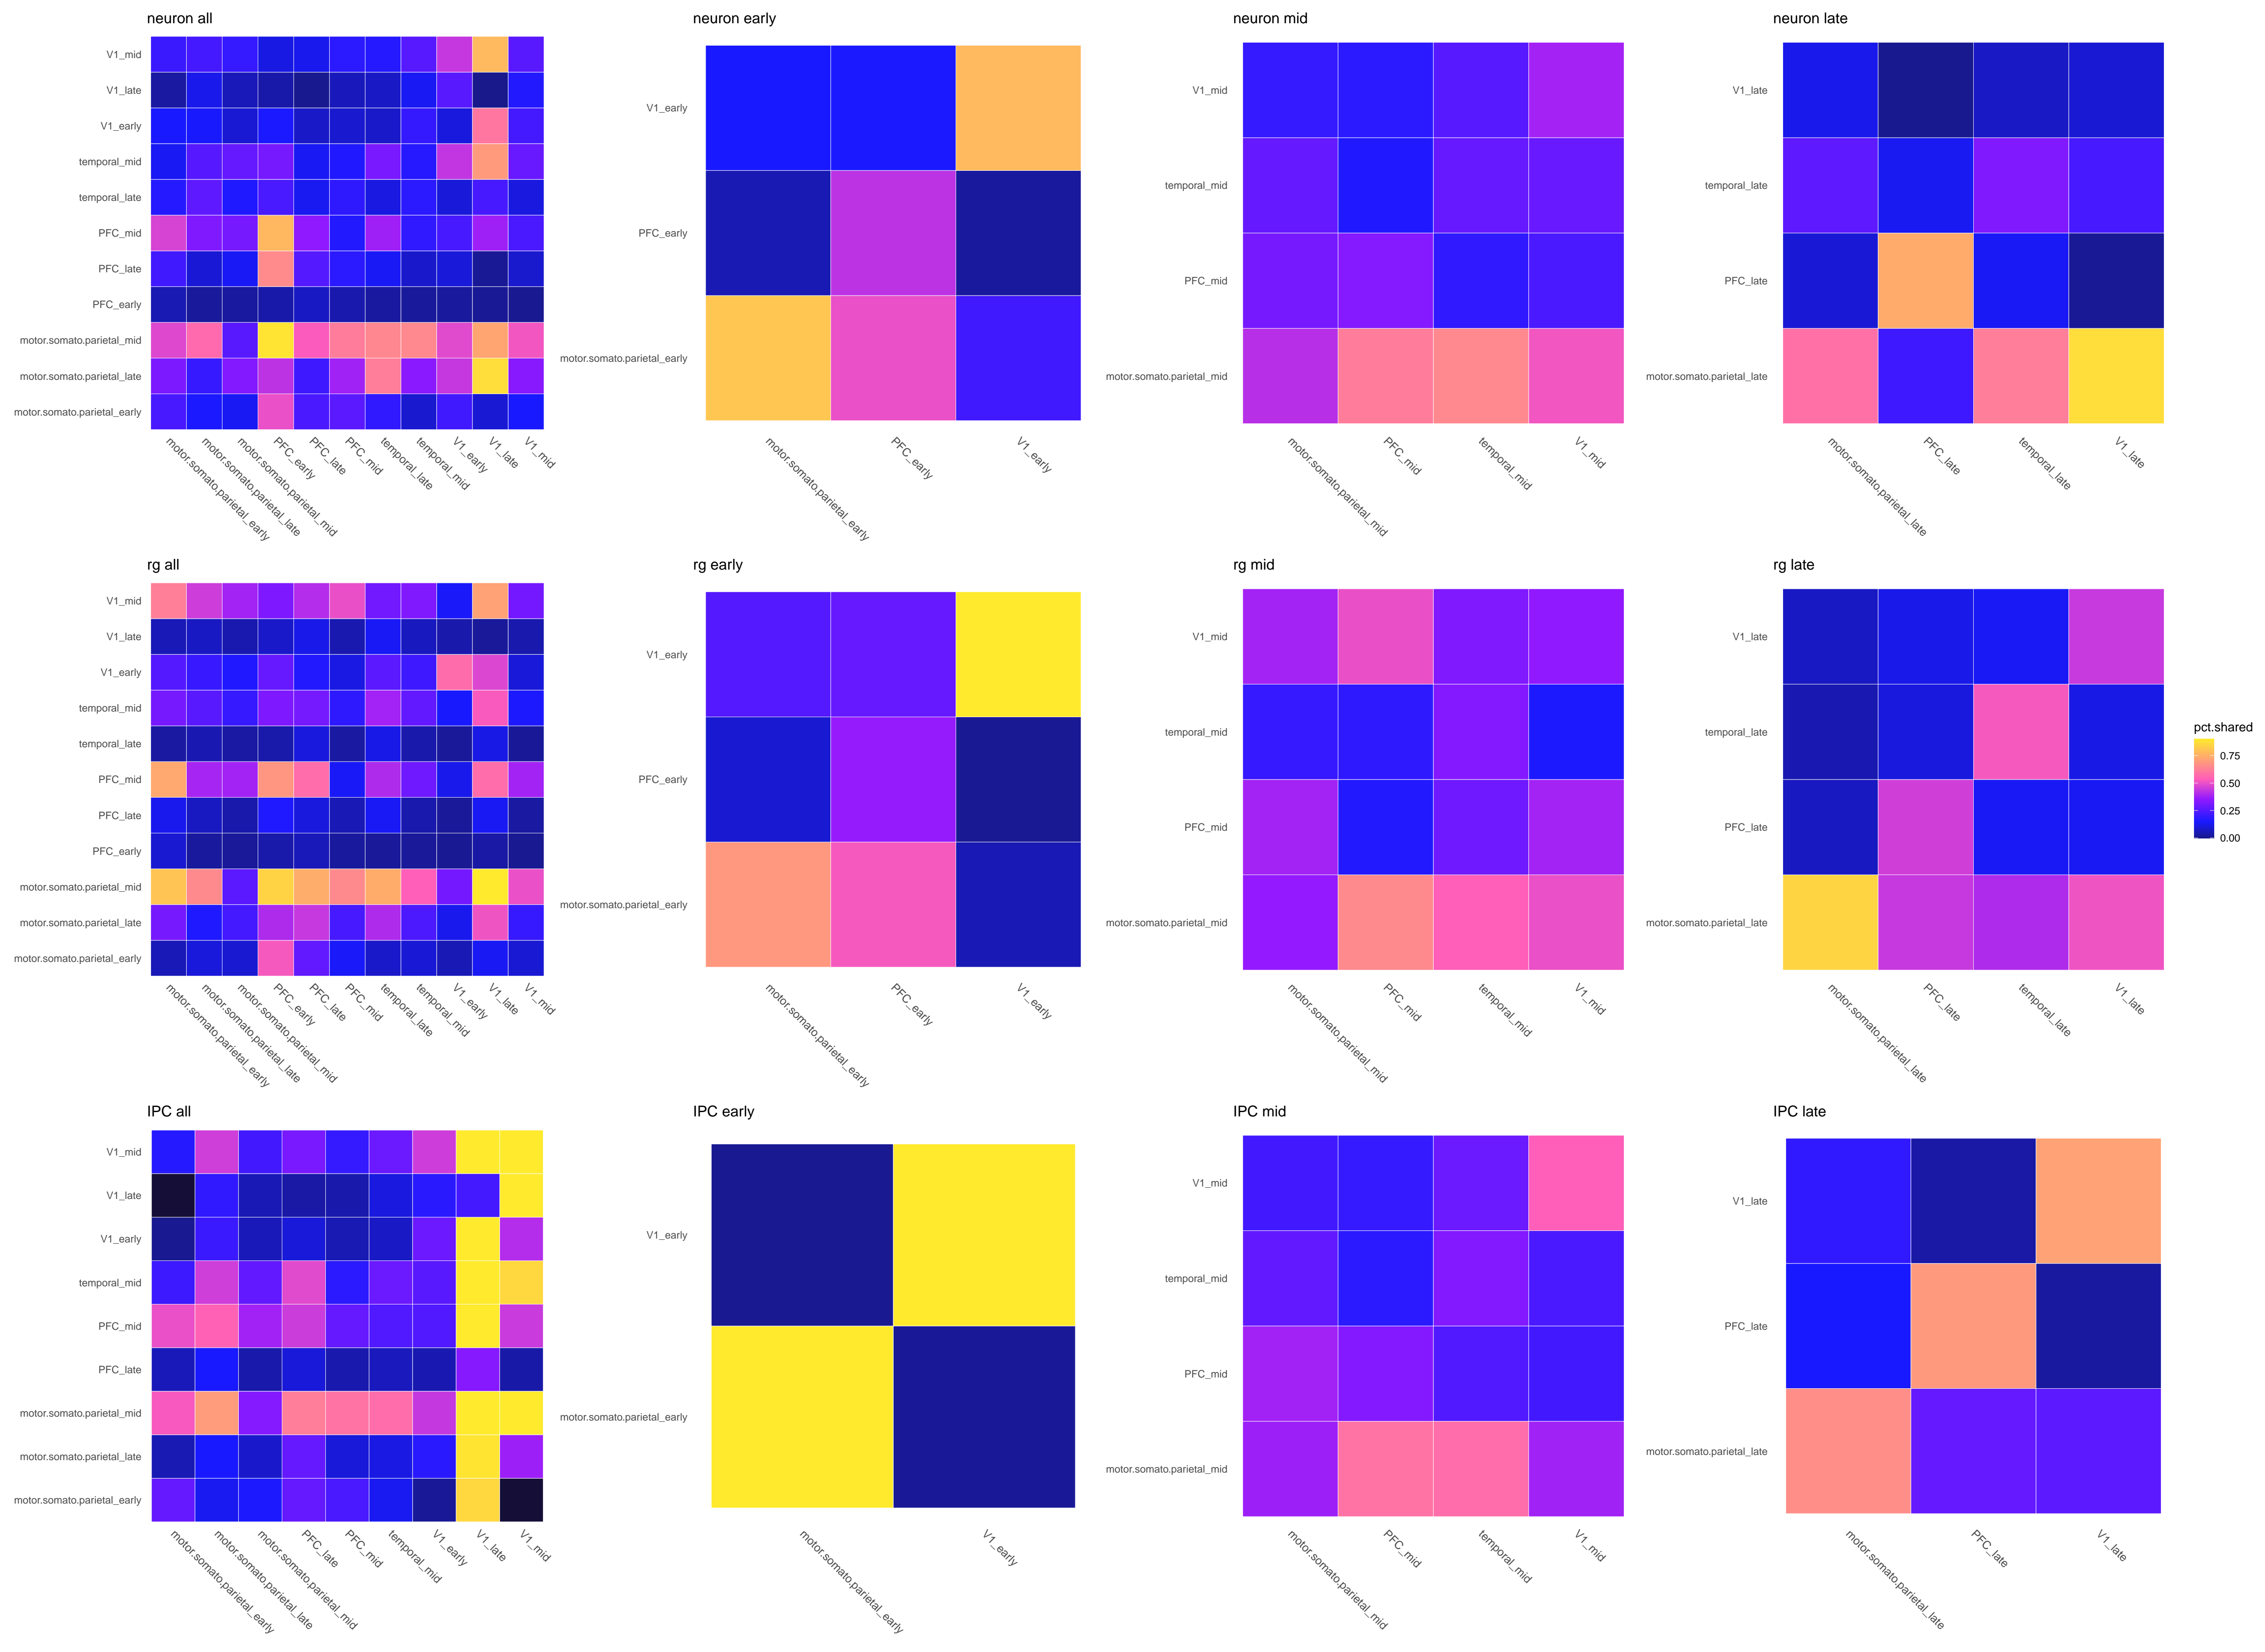 neuron all
V1_mid
V1_late
V1_early
temporal_mid
temporal_late
PFC_mid
PFC_late
PFC_early
motor.somato.parietal_mid
motor.somato.parietal_late
motor.somato.parietal_early
motor.somato.parietal_early
motor.somato.parietal_late
motor.somato.parietal_mid
PFC_early
PFC_late
PFC_mid
temporal_late
temporal_mid
V1_early
V1_late
V1_mid
neuron early
V1_early
PFC_early
motor.somato.parietal_early
motor.somato.parietal_early
PFC_early
V1_early
neuron mid
V1_mid
temporal_mid
PFC_mid
motor.somato.parietal_mid
motor.somato.parietal_mid
PFC_mid
temporal_mid
V1_mid
neuron late
V1_late
temporal_late
PFC_late
motor.somato.parietal_late
motor.somato.parietal_late
PFC_late
temporal_late
V1_late
rg all
V1_mid
V1_late
V1_early
temporal_mid
temporal_late
PFC_mid
PFC_late
PFC_early
motor.somato.parietal_mid
motor.somato.parietal_late
motor.somato.parietal_early
motor.somato.parietal_early
motor.somato.parietal_late
motor.somato.parietal_mid
PFC_early
PFC_late
PFC_mid
temporal_late
temporal_mid
V1_early
V1_late
V1_mid
rg early
V1_early
PFC_early
motor.somato.parietal_early
motor.somato.parietal_early
PFC_early
V1_early
rg mid
V1_mid
temporal_mid
PFC_mid
motor.somato.parietal_mid
motor.somato.parietal_mid
PFC_mid
temporal_mid
V1_mid
rg late
V1_late
temporal_late
PFC_late
motor.somato.parietal_late
motor.somato.parietal_late
PFC_late
temporal_late
V1_late
pct.shared
0.75
0.50
0.25
0.00
IPC all
V1_mid
V1_late
V1_early
temporal_mid
PFC_mid
PFC_late
motor.somato.parietal_mid
motor.somato.parietal_late
motor.somato.parietal_early
motor.somato.parietal_early
motor.somato.parietal_late
motor.somato.parietal_mid
PFC_late
PFC_mid
temporal_mid
V1_early
V1_late
V1_mid
IPC early
V1_early
motor.somato.parietal_early
motor.somato.parietal_early
V1_early
IPC mid
V1_mid
temporal_mid
PFC_mid
motor.somato.parietal_mid
motor.somato.parietal_mid
PFC_mid
temporal_mid
V1_mid
IPC late
V1_late
PFC_late
motor.somato.parietal_late
motor.somato.parietal_late
PFC_late
V1_late